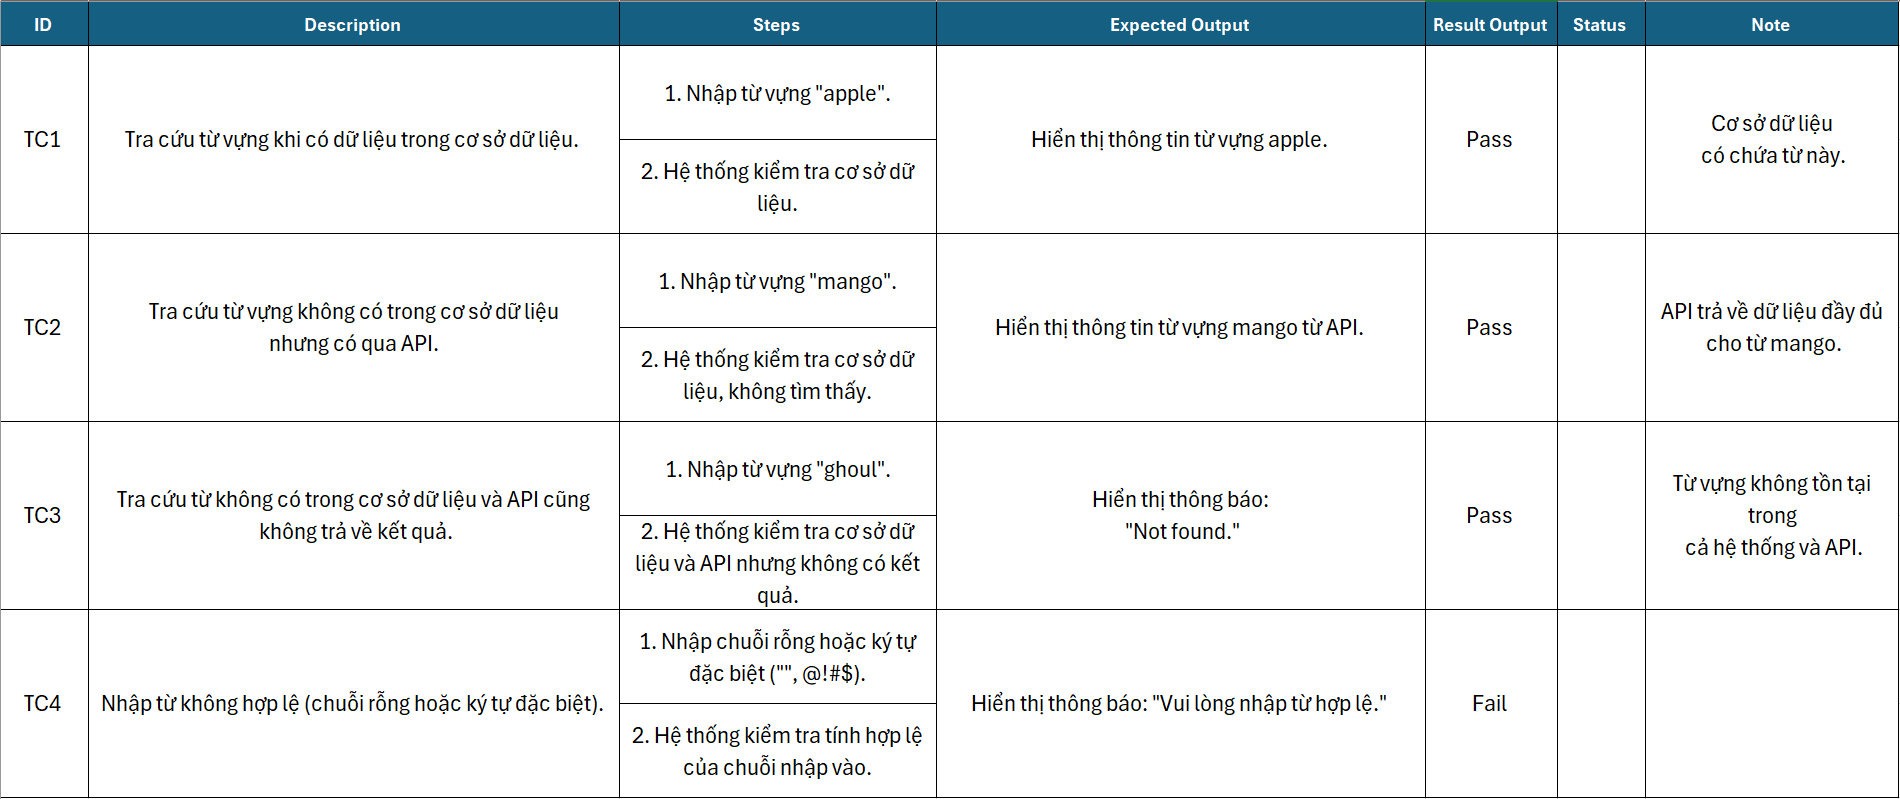 ID
Description
Steps
Expected Output
Result Output
Status
Note
TC1
Tra cứu từ vựng khi có dữ liệu trong cơ sở dữ liệu.
1. Nhập từ vựng "apple".
2. Hệ thống kiểm tra cơ sở dữ
liệu.
Hiển thị thông tin từ vựng apple.
Pass
Cơ sở dữ liệu
có chứa từ này.
TC2
Tra cứu từ vựng không có trong cơ sở dữ liệu
nhưng có qua API.
1. Nhập từ vựng "mango".
2. Hệ thống kiểm tra cơ sở dữ
liệu, không tìm thấy.
Hiển thị thông tin từ vựng mango từ API.
Pass
API trả về dữ liệu đầy đủ
cho từ mango.
TC3
Tra cứu từ không có trong cơ sở dữ liệu và API cũng
không trả về kết quả.
1. Nhập từ vựng "ghoul".
2. Hệ thống kiểm tra cơ sở dữ
liệu và API nhưng không có kết
quả.
Hiển thị thông báo:
"Not found."
Pass
Từ vựng không tồn tại
trong
cả hệ thống và API.
TC4
Nhập từ không hợp lệ (chuỗi rỗng hoặc ký tự đặc biệt).
1. Nhập chuỗi rỗng hoặc ký tự
đặc biệt ("", @!#$).
2. Hệ thống kiểm tra tính hợp lệ
của chuỗi nhập vào.
Hiển thị thông báo: "Vui lòng nhập từ hợp lệ."
Fail